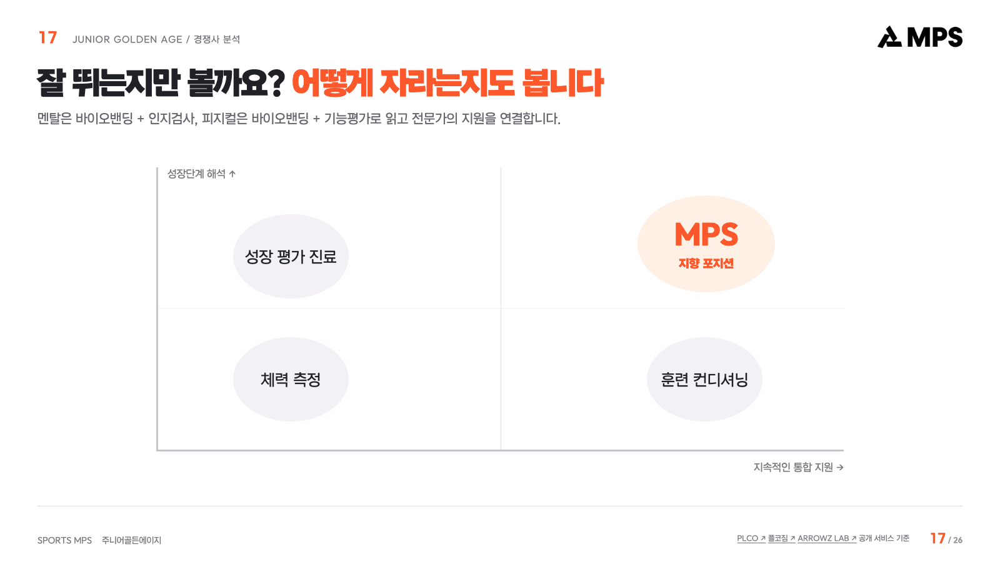 17 JUNIOR GOLDEN AGE / 경쟁사 분석
MPS
잘 뛰는지만 볼까요? 어떻게 자라는지도 봅니다
멘탈은 바이오밴딩 + 인지검사, 피지컬은 바이오밴딩 + 기능평가로 읽고 전문가의 지원을 연결합니다.
성장단계 해석 ↑
MPS
지향 포지션
성장 평가 진료
체력 측정
훈련 컨디셔닝
지속적인 통합 지원 →
SPORTS MPS 주니어골든에이지
PLCO ↗ 플코짐 ↗ ARROWZ LAB ↗ 공개 서비스 기준
17 / 26